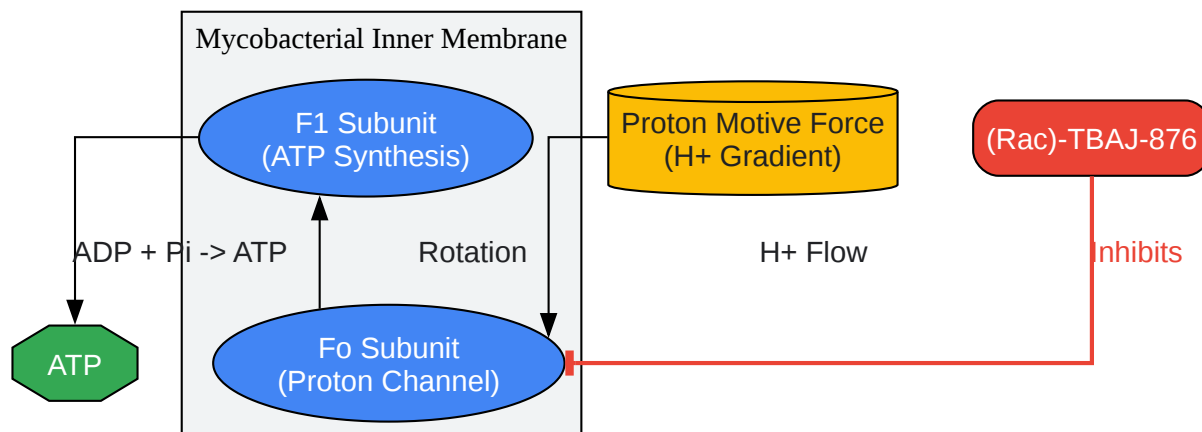 Mycobacterial Inner Membrane
F1 Subunit
(ATP Synthesis)
Proton Motive Force
(H+ Gradient)
(Rac)-TBAJ-876
ADP + Pi -> ATP
Rotation
H+ Flow
Inhibits
ATP
Fo Subunit
(Proton Channel)